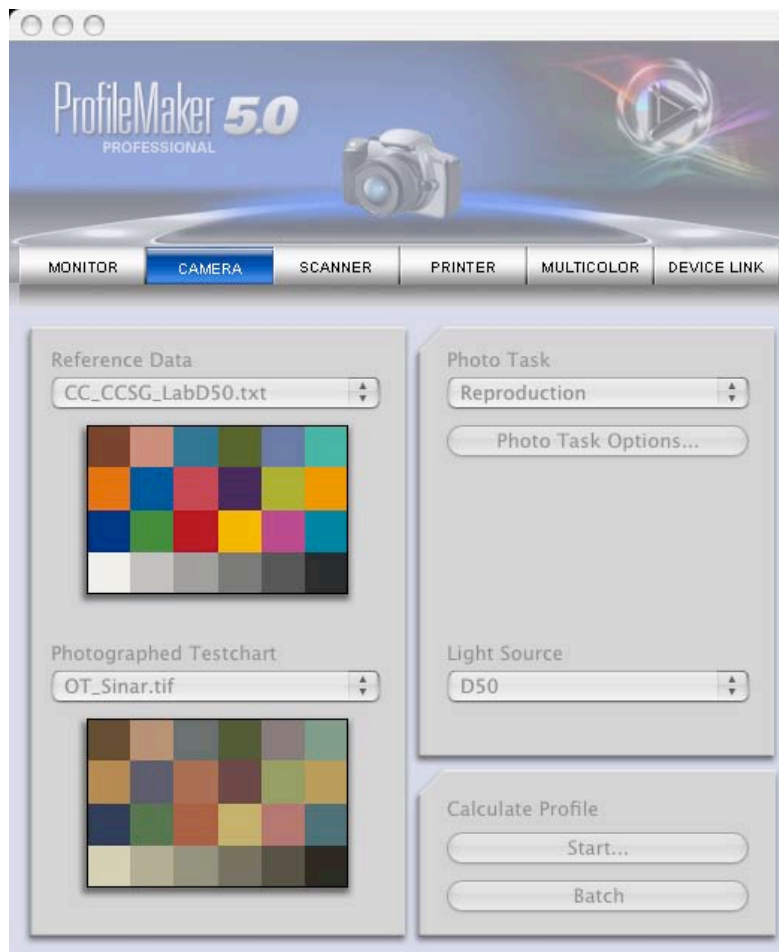 ProfileMaker 5.0
PROFESSIONAL
MONITOR CAMERA SCANNER PRINTER MULTICOLOR DEVICE LINK
Reference Data
CC_CCSG_LabD50.txt
Photographed Testchart
OT_Sinar.tif
Photo Task
Reproduction
Photo Task Options...
Light Source
D50
Calculate Profile
Start...
Batch